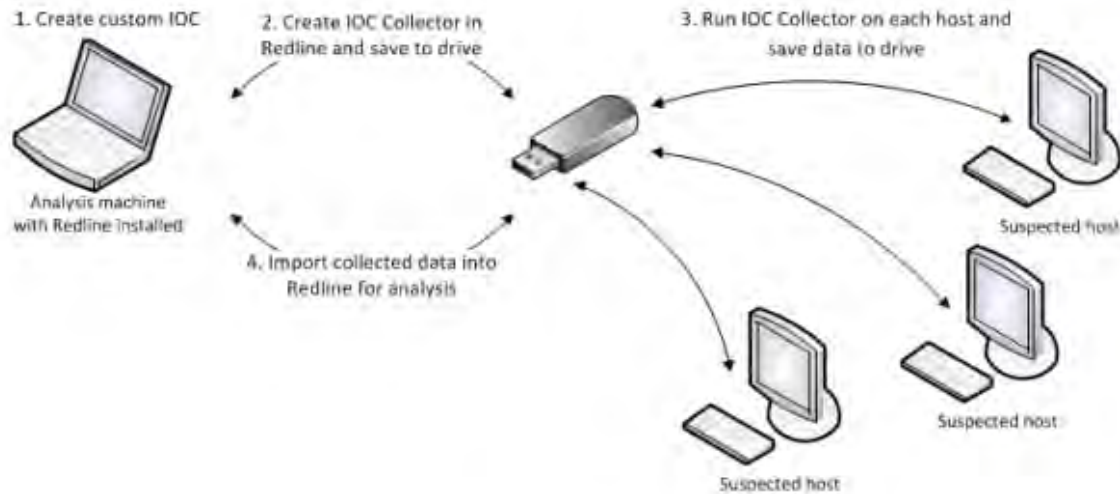 1. Create custom IOC
2. Create IOC Collector in
Redline and save to drive
3. Run IOC Collector on each host and
save data to drive
Analysis machine
with Redline installed
4. Import collected data into
Redline for analysis
Suspected host
Suspected host
Suspected host